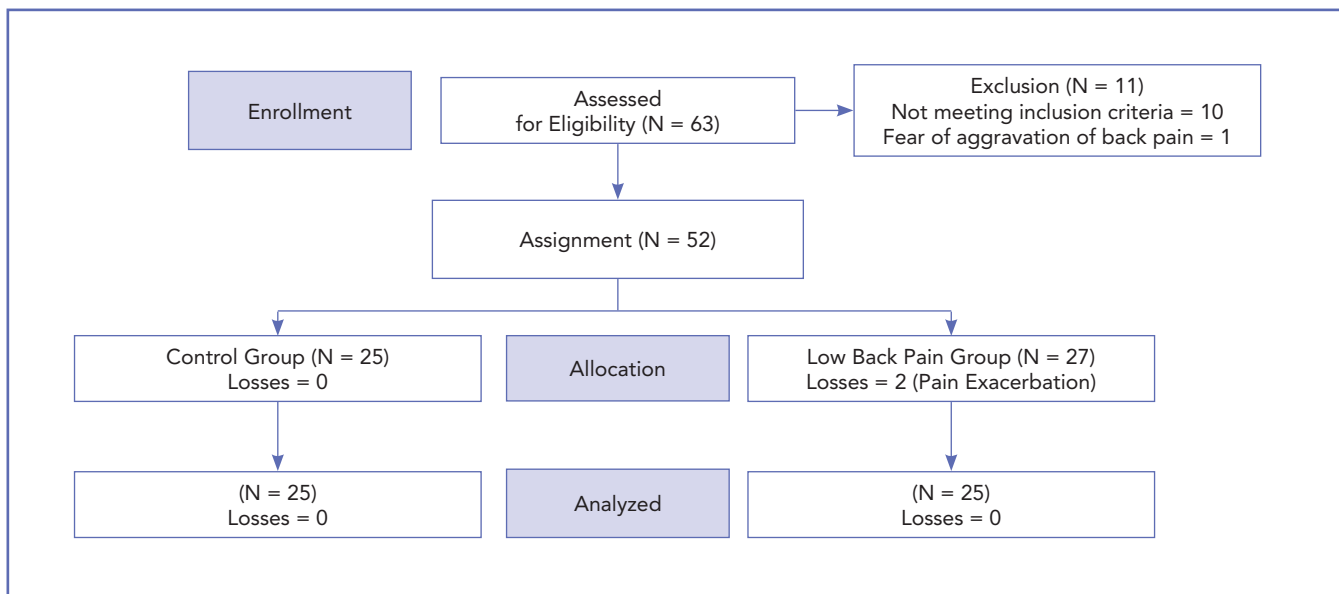 Enrollment
Assessed
for Eligibility (N = 63)
Exclusion (N = 11)
Not meeting inclusion criteria = 10
Fear of aggravation of back pain = 1
Assignment (N = 52)
Control Group (N = 25)
Losses = 0
Allocation
Low Back Pain Group (N = 27)
Losses = 2 (Pain Exacerbation)
(N = 25)
Losses = 0
Analyzed
(N = 25)
Losses = 0